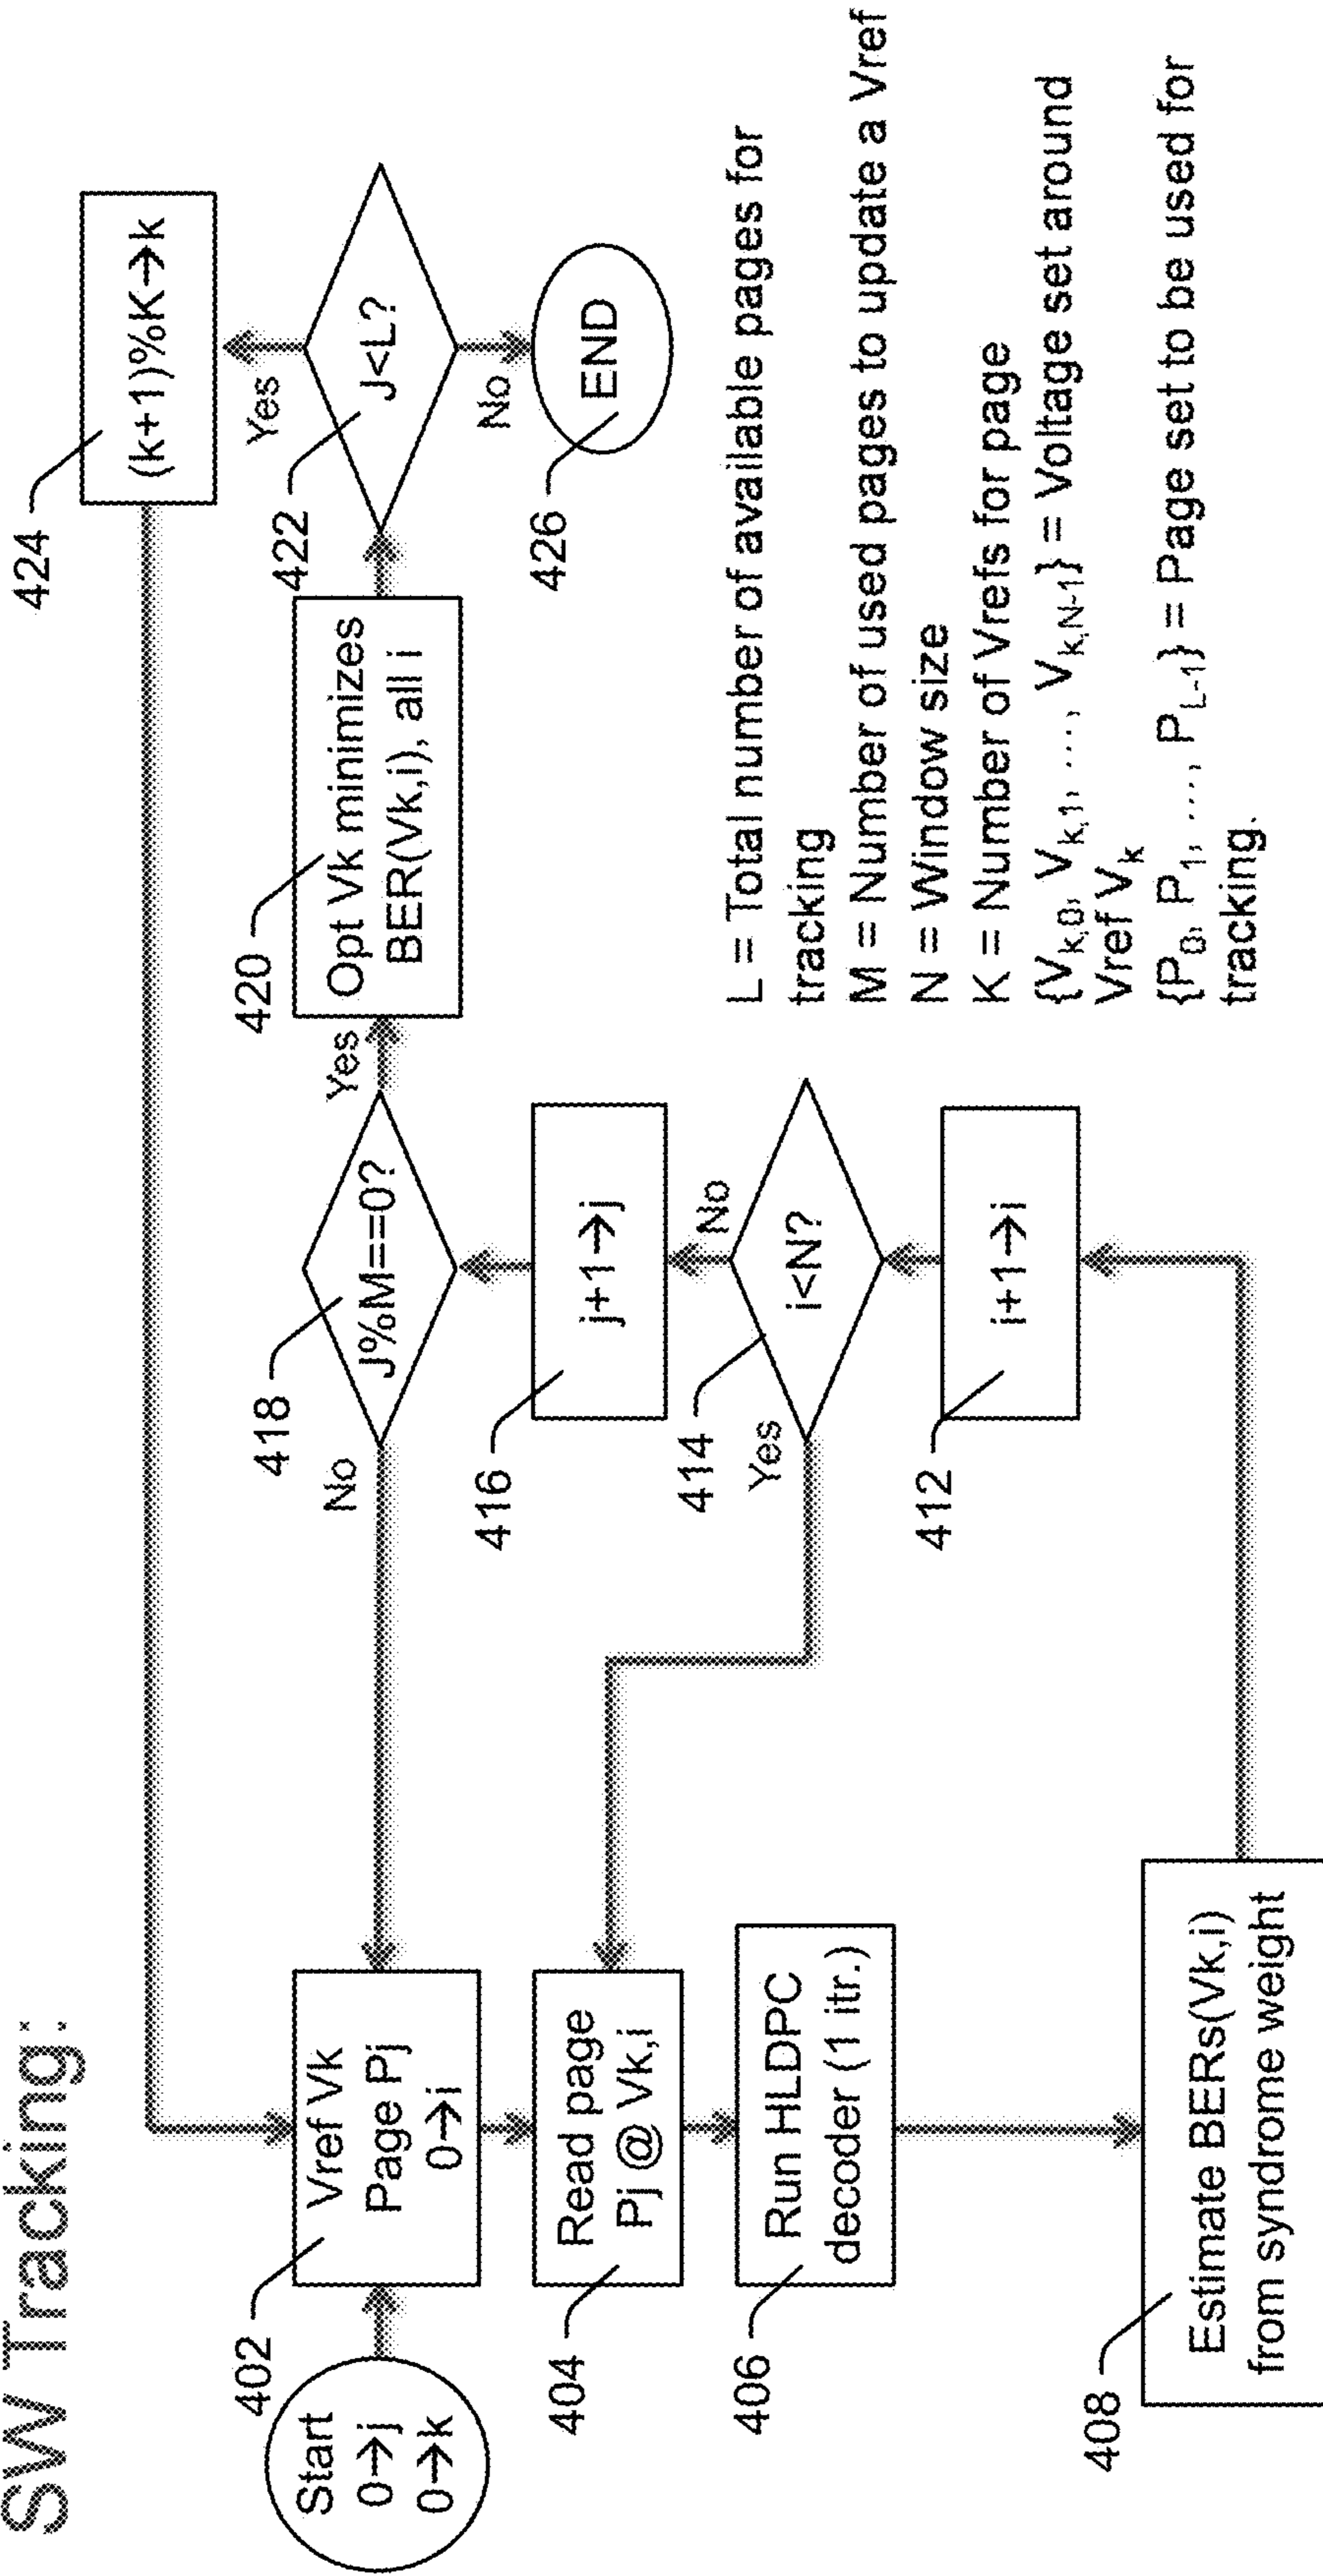 SW Tracking:
424
(k+1)%K→k
402
Start
0→j
0→k
Vref Vk
Page Pj
0→i
No
418
J%M==0?
Yes
420
Opt Vk minimizes
BER(Vk,i), all i
422
J<L?
Yes
No
426
END
404
Read page
Pj @ Vk,i
416
j+1→j
No
406
Run HLDPC
decoder (1 itr.)
414
i<N?
Yes
412
i+1→i
408
Estimate BERs(Vk,i)
from syndrome weight
L = Total number of available pages for
tracking
M = Number of used pages to update a Vref
N = Window size
K = Number of Vrefs for page
{Vk,0, Vk,1, ..., Vk,N-1} = Voltage set around
Vref Vk
{P0, P1, ..., PL-1} = Page set to be used for
tracking.